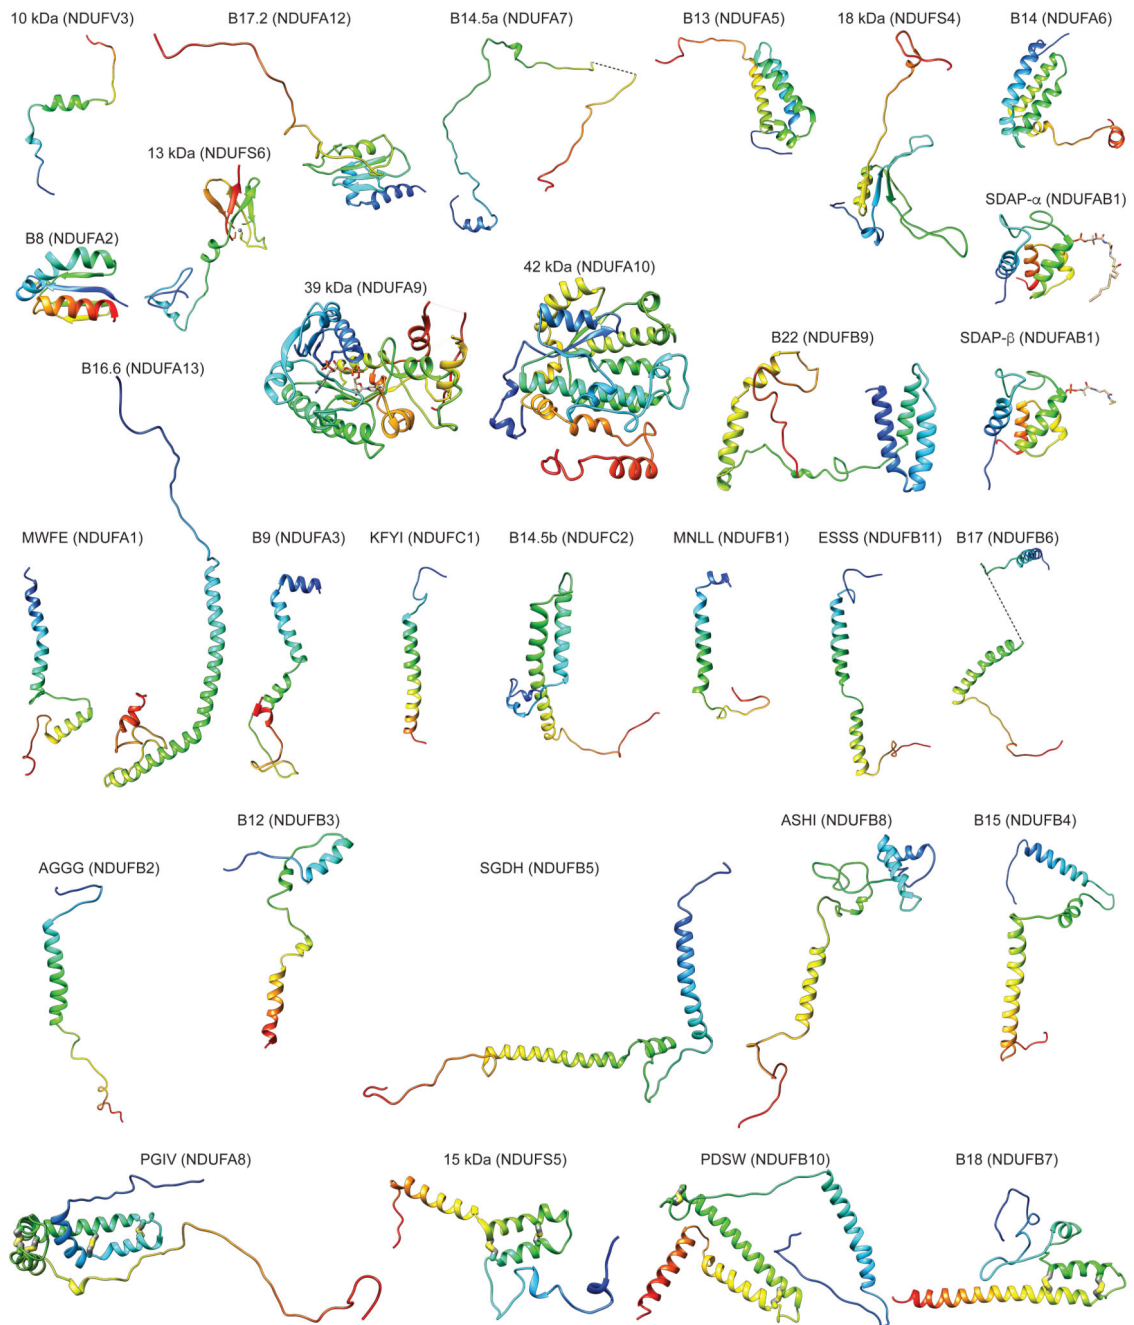 10 kDa (NDUFV3)
B17.2 (NDUFA12)
B14.5a (NDUFA7)
B13 (NDUFA5)
18 kDa (NDUFS4)
B14 (NDUFA6)
13 kDa (NDUFS6)
SDAP-α (NDUFAB1)
B8 (NDUFA2)
39 kDa (NDUFA9)
42 kDa (NDUFA10)
B22 (NDUFB9)
SDAP-β (NDUFAB1)
B16.6 (NDUFA13)
MWFE (NDUFA1)
B9 (NDUFA3)
KFYI (NDUFC1)
B14.5b (NDUFC2)
MNLL (NDUFB1)
ESSS (NDUFB11)
B17 (NDUFB6)
AGGG (NDUFB2)
B12 (NDUFB3)
SGDH (NDUFB5)
ASHI (NDUFB8)
B15 (NDUFB4)
PGIV (NDUFA8)
15 kDa (NDUFS5)
PDSW (NDUFB10)
B18 (NDUFB7)